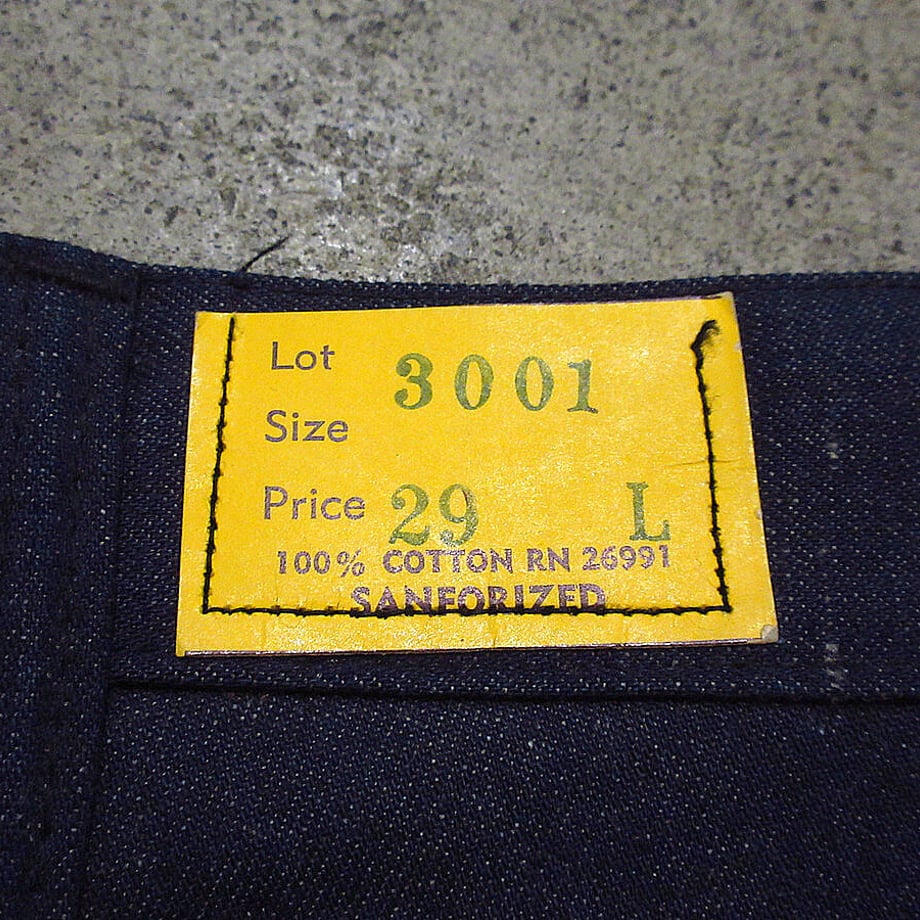 Lot 3001
Size
Price 29 L
100% COTTON RN 26991
SANFORIZED